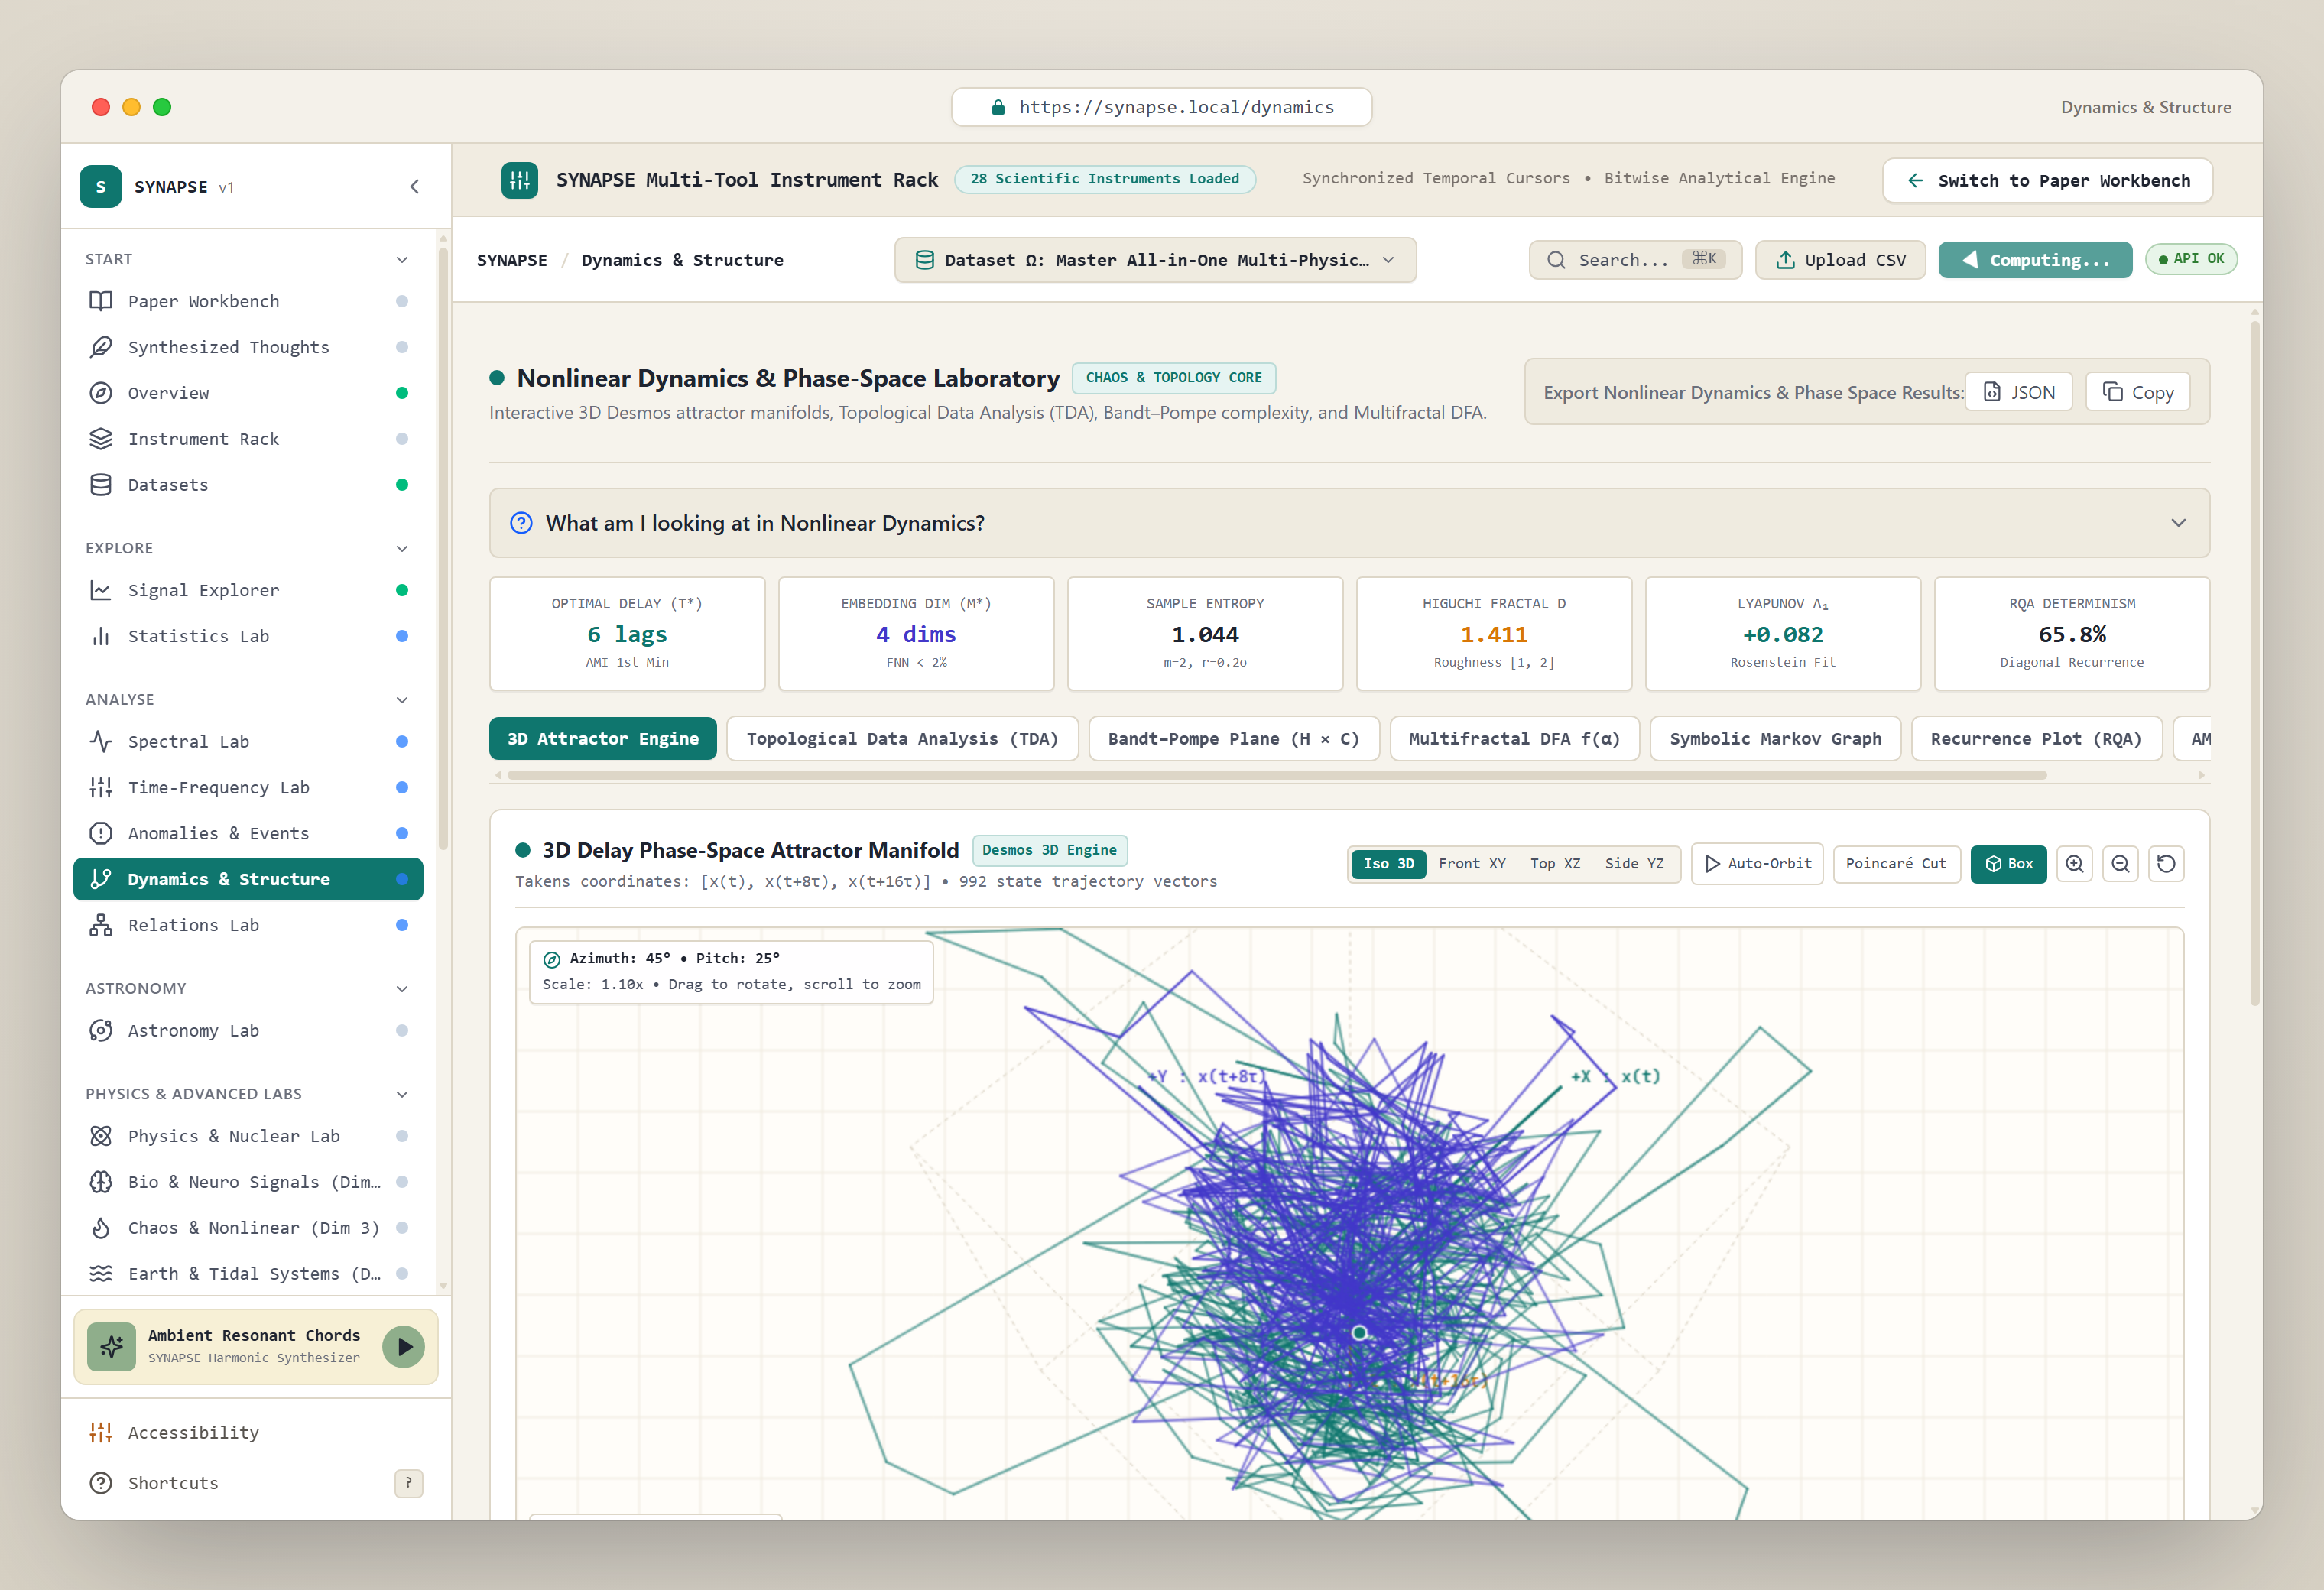 https://synapse.local/dynamics
Dynamics & Structure
S
SYNAPSE v1
START
Paper Workbench
Synthesized Thoughts
Overview
Instrument Rack
Datasets
EXPLORE
Signal Explorer
Statistics Lab
ANALYSE
Spectral Lab
Time-Frequency Lab
Anomalies & Events
Dynamics & Structure
Relations Lab
ASTRONOMY
Astronomy Lab
PHYSICS & ADVANCED LABS
Physics & Nuclear Lab
Bio & Neuro Signals (Dim…
Chaos & Nonlinear (Dim 3)
Earth & Tidal Systems (D…
Ambient Resonant Chords
SYNAPSE Harmonic Synthesizer
Accessibility
Shortcuts ?
SYNAPSE Multi-Tool Instrument Rack
28 Scientific Instruments Loaded
Synchronized Temporal Cursors • Bitwise Analytical Engine
Switch to Paper Workbench
SYNAPSE / Dynamics & Structure
Dataset Ω: Master All-in-One Multi-Physic…
Search... ⌘K
Upload CSV
Computing...
API OK
Nonlinear Dynamics & Phase-Space Laboratory
CHAOS & TOPOLOGY CORE
Interactive 3D Desmos attractor manifolds, Topological Data Analysis (TDA), Bandt–Pompe complexity, and Multifractal DFA.
Export Nonlinear Dynamics & Phase Space Results:
JSON
Copy
What am I looking at in Nonlinear Dynamics?
OPTIMAL DELAY (Τ*)
6 lags
AMI 1st Min
EMBEDDING DIM (M*)
4 dims
FNN < 2%
SAMPLE ENTROPY
1.044
m=2, r=0.2σ
HIGUCHI FRACTAL D
1.411
Roughness [1, 2]
LYAPUNOV Λ₁
+0.082
Rosenstein Fit
RQA DETERMINISM
65.8%
Diagonal Recurrence
3D Attractor Engine
Topological Data Analysis (TDA)
Bandt–Pompe Plane (H × C)
Multifractal DFA f(α)
Symbolic Markov Graph
Recurrence Plot (RQA)
AM
3D Delay Phase-Space Attractor Manifold
Desmos 3D Engine
Takens coordinates: [x(t), x(t+8τ), x(t+16τ)] • 992 state trajectory vectors
Iso 3D
Front XY
Top XZ
Side YZ
Auto-Orbit
Poincaré Cut
Box
Azimuth: 45° • Pitch: 25°
Scale: 1.10x • Drag to rotate, scroll to zoom
+Y : x(t+8τ)
+X : x(t)
(t+16τ)